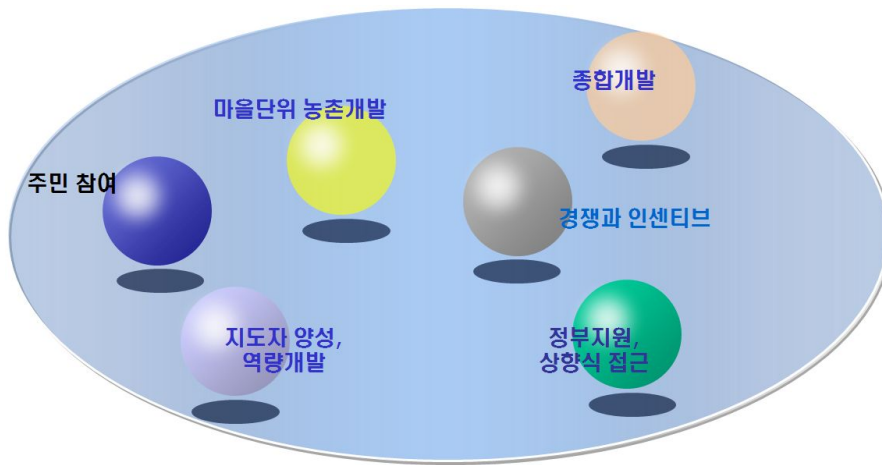 종합개발
마을단위 농촌개발
주민 참여
경쟁과 인센티브
지도자 양성,
역량개발
정부지원,
상향식 접근